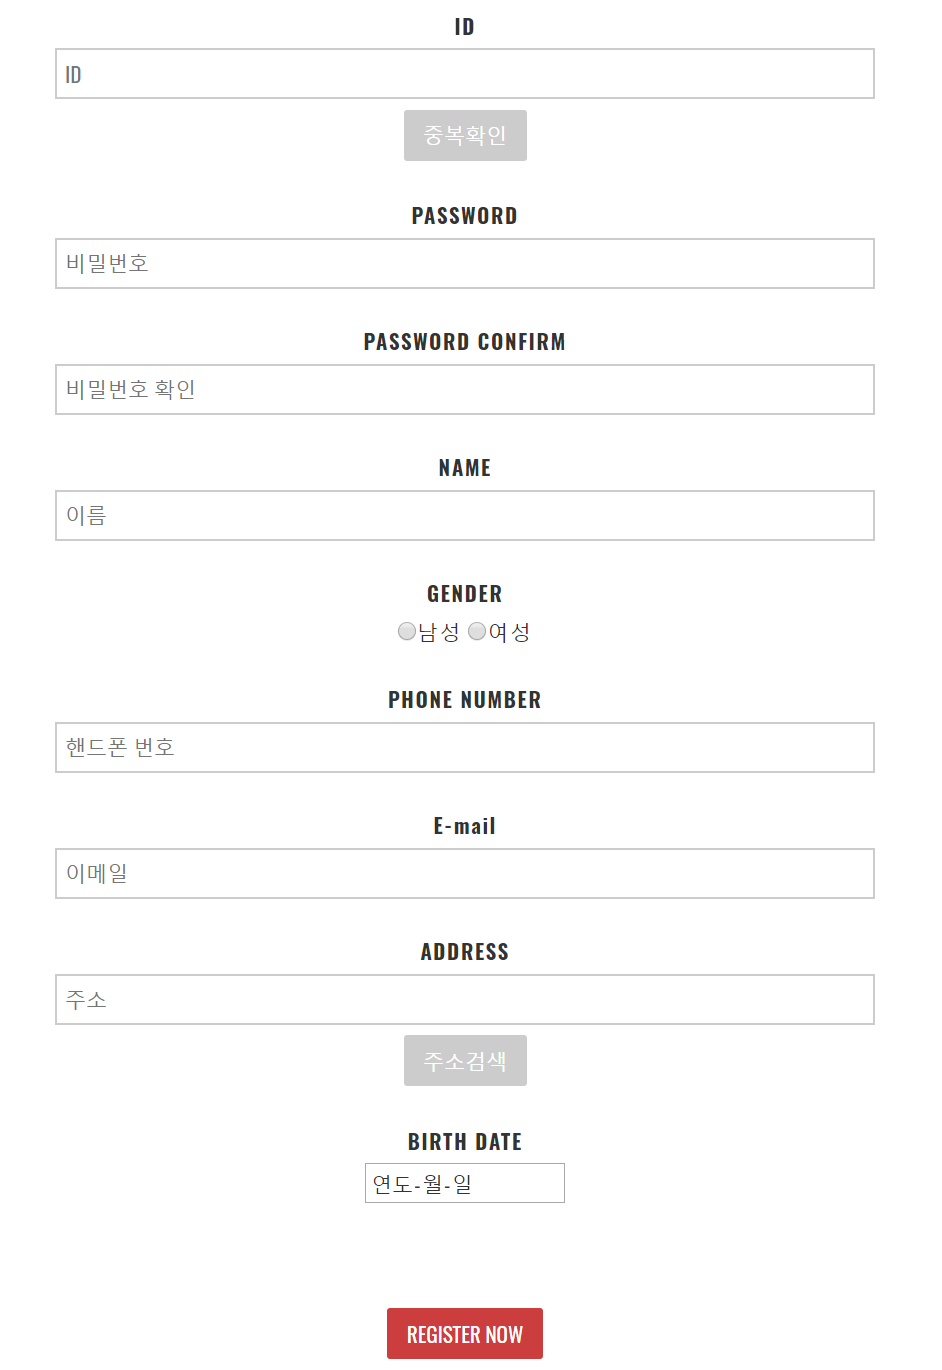 ID
ID
중복확인
PASSWORD
비밀번호
PASSWORD CONFIRM
비밀번호 확인
NAME
이름
GENDER
남성 여성
PHONE NUMBER
핸드폰 번호
E-mail
이메일
ADDRESS
주소
주소검색
BIRTH DATE
연도-월-일
REGISTER NOW